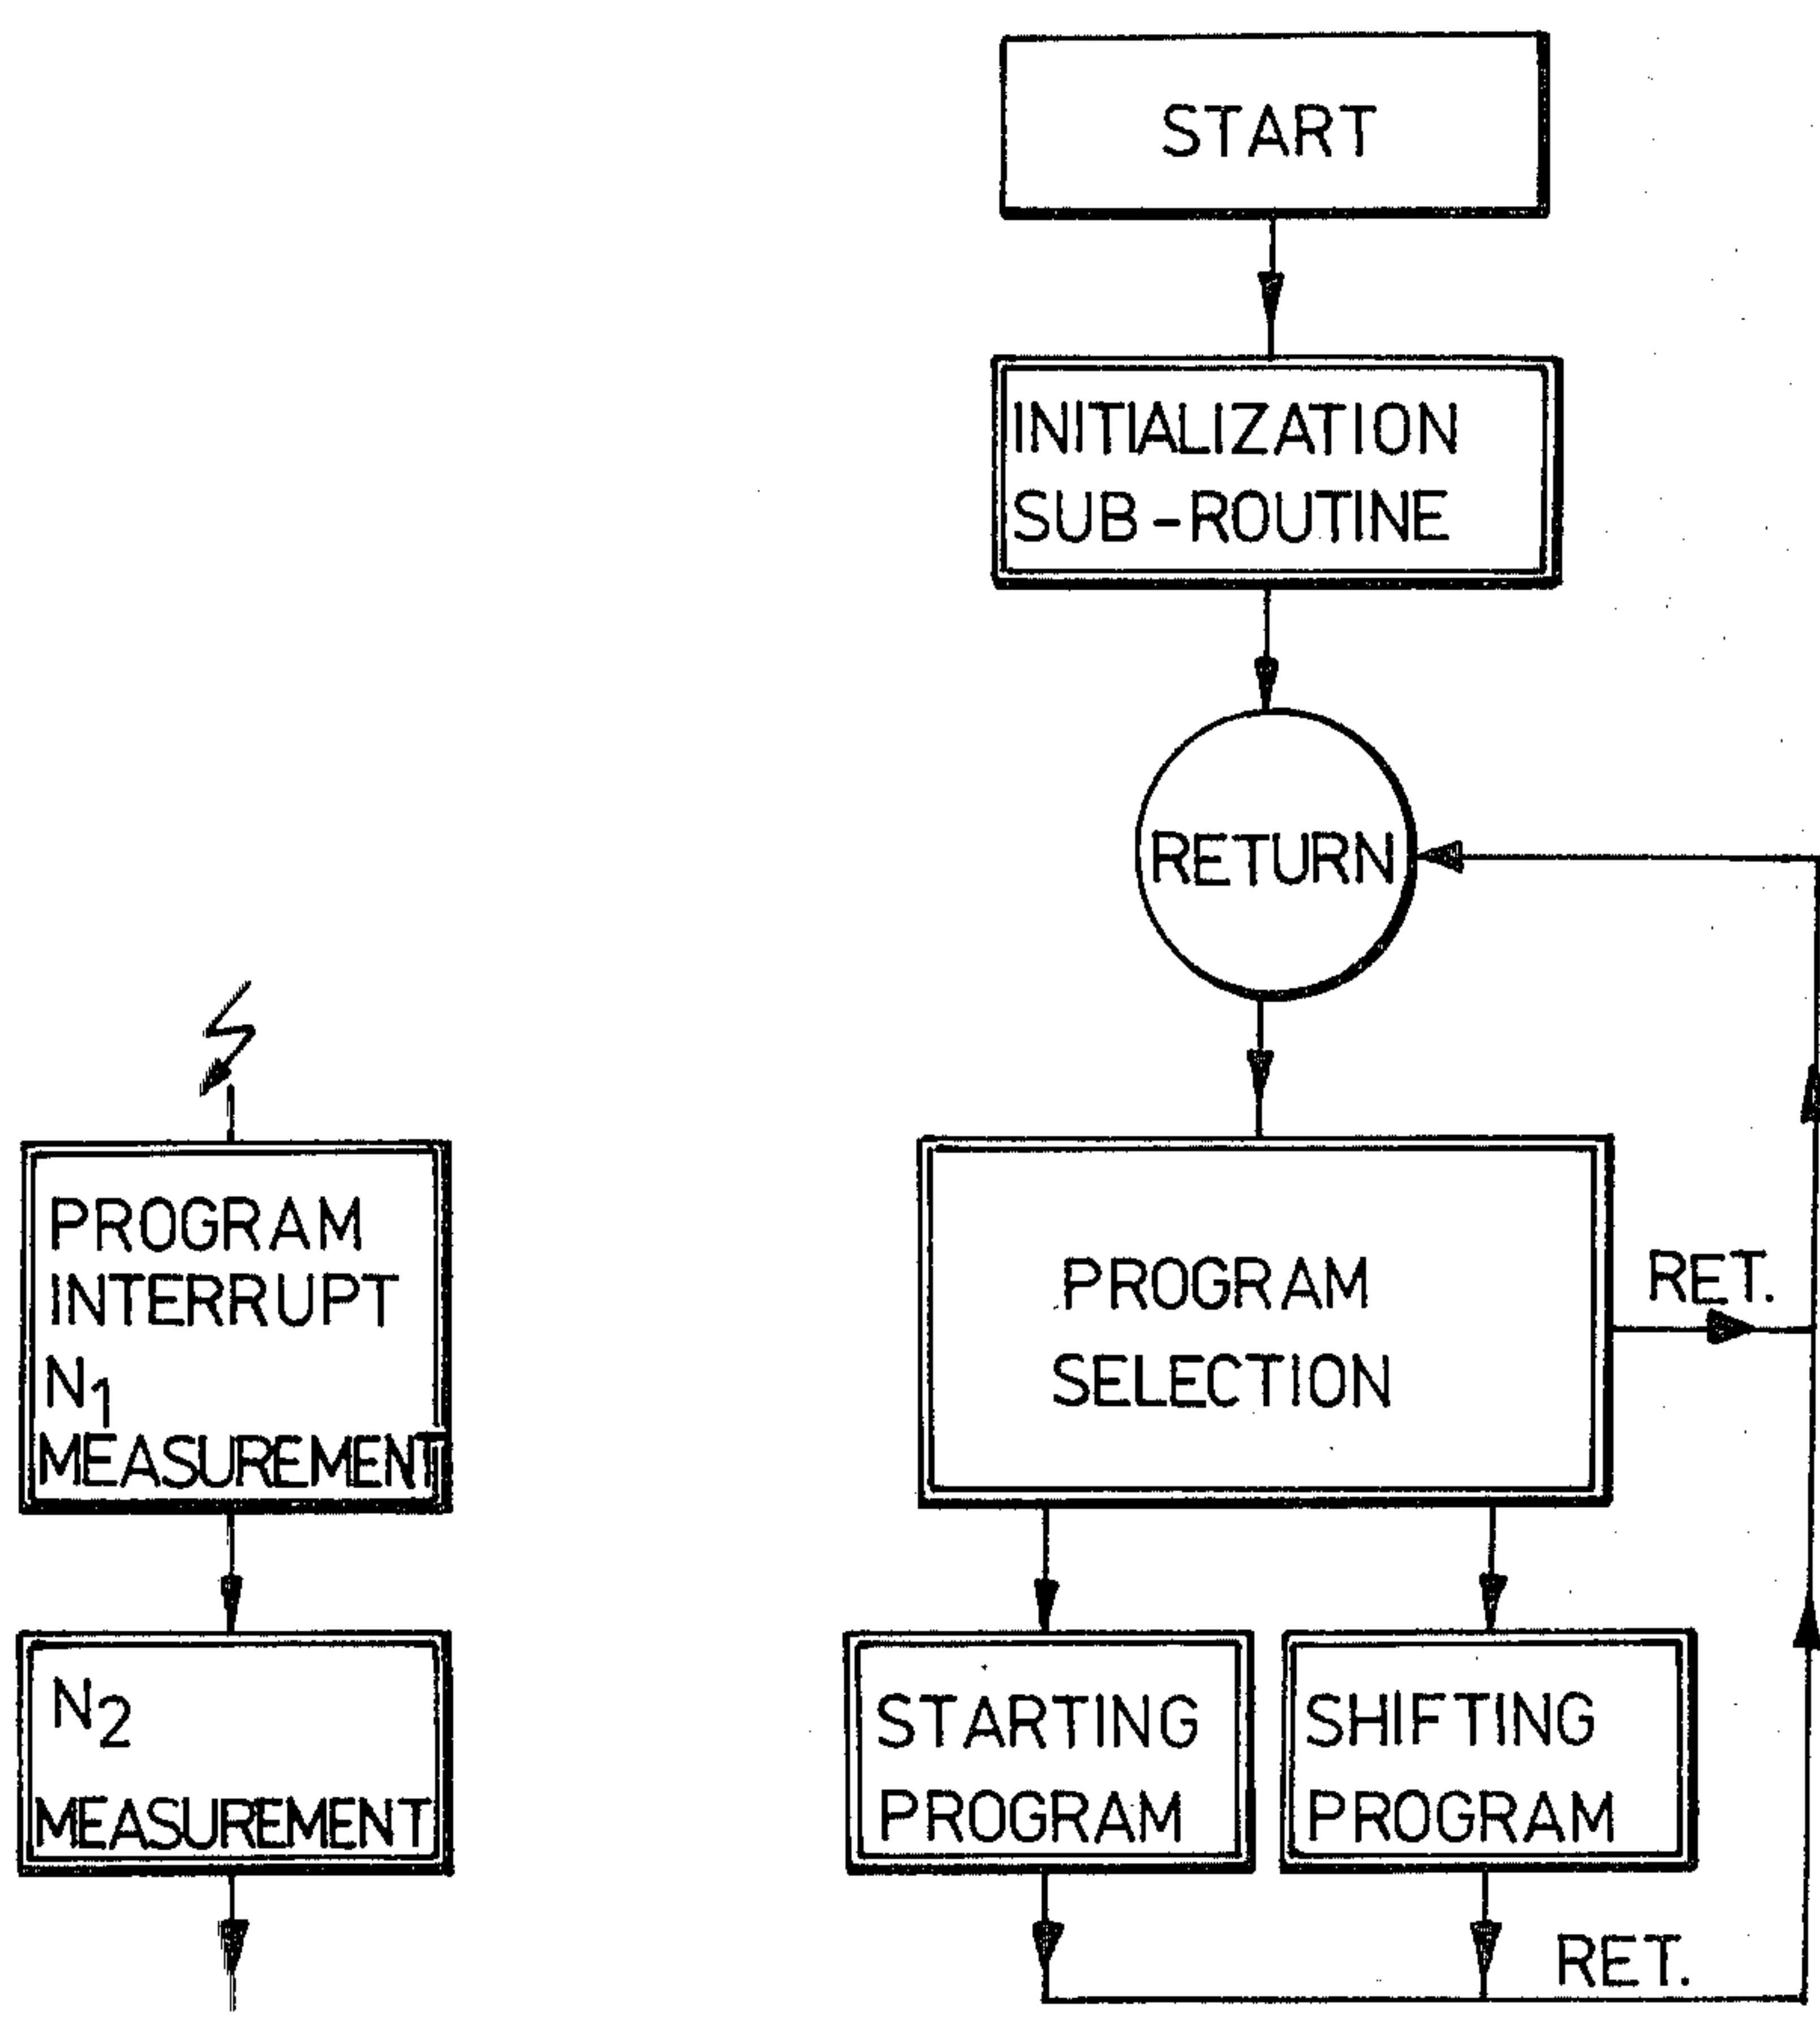 START
INITIALIZATION
SUB-ROUTINE
RETURN
PROGRAM
INTERRUPT
N1
MEASUREMENT
PROGRAM
SELECTION
RET.
N2
MEASUREMENT
STARTING
PROGRAM
SHIFTING
PROGRAM
RET.